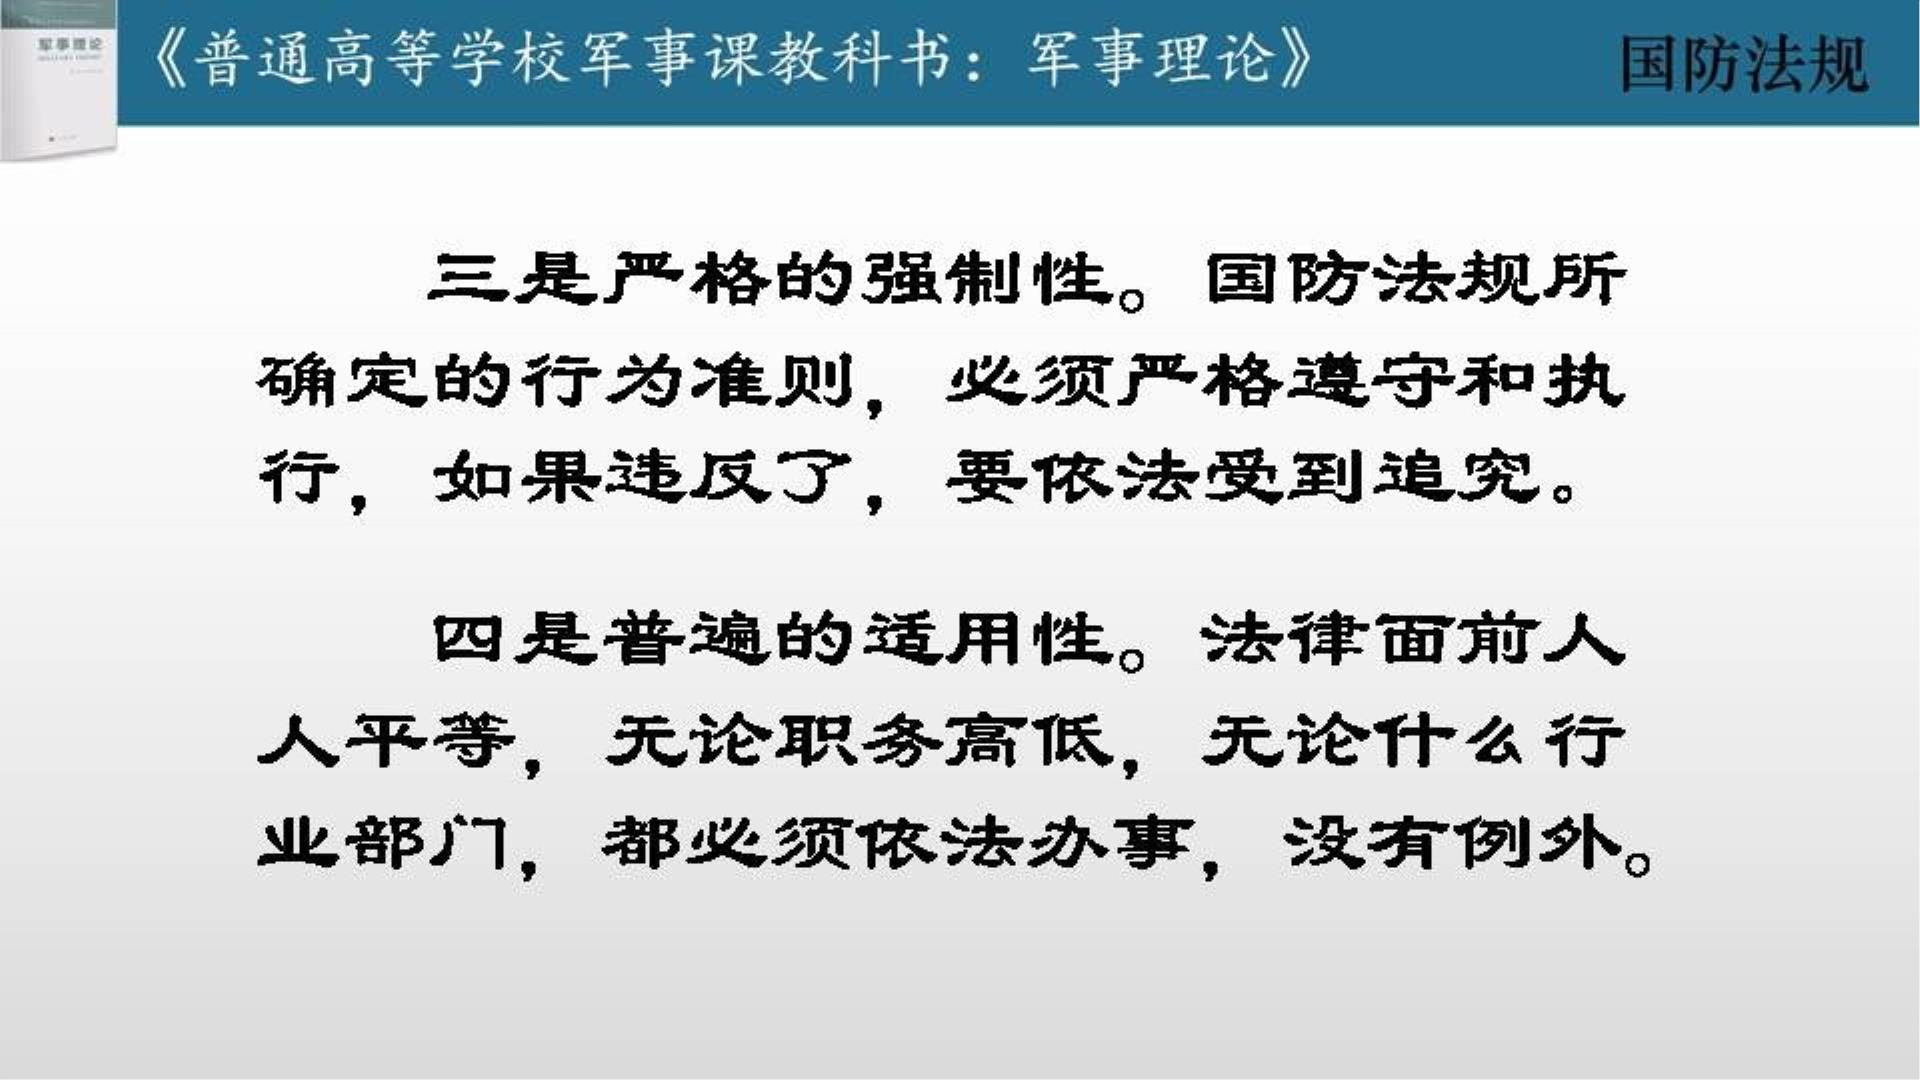 军事理论
《普通高等学校军事课教科书：军事理论》
国防法规
三是严格的强制性。国防法规所
确定的行为准则，必须严格遵守和执
行，如果违反了，要依法受到追究。
四是普遍的适用性。法律面前人
人平等，无论职务高低，无论什么行
业部门，都必须依法办事，没有例外。